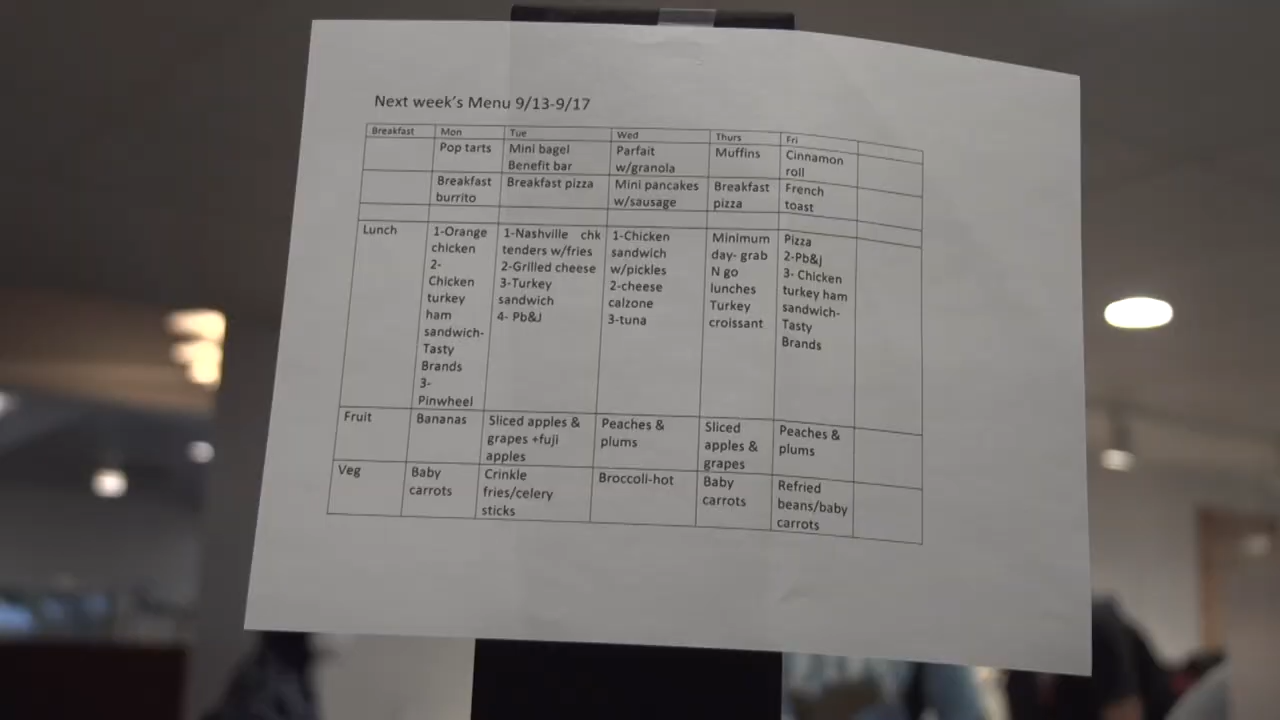 Next week's Menu 9/13-9/17
Breakfast Mon Tue Wed Thurs Fri
Pop tarts Mini bagel Parfait Muffins Cinnamon
Benefit bar w/granola roll
Breakfast Breakfast pizza Mini pancakes Breakfast French
burrito w/sausage pizza toast
Lunch 1-Orange 1-Nashville chk 1-Chicken Minimum Pizza
chicken tenders w/fries sandwich day- grab 2-Pb&j
2- 2-Grilled cheese w/pickles N go 3- Chicken
Chicken 3-Turkey 2-cheese lunches turkey ham
turkey sandwich calzone Turkey sandwich-
ham 4- Pb&J 3-tuna croissant Tasty
sandwich- Brands
Tasty
Brands
3-
Pinwheel
Fruit Bananas Sliced apples & Peaches & Sliced Peaches &
grapes +fuji plums apples & plums
apples grapes
Veg Baby Crinkle Broccoli-hot Baby Refried
carrots fries/celery carrots beans/baby
sticks carrots